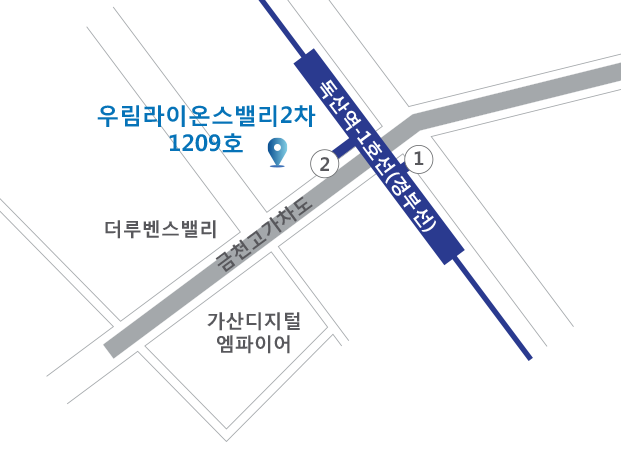 독산역-1호선(경부선)
우림라이온스밸리2차
1209호
2
1
금천고가차도
더루벤스밸리
가산디지털
엠파이어